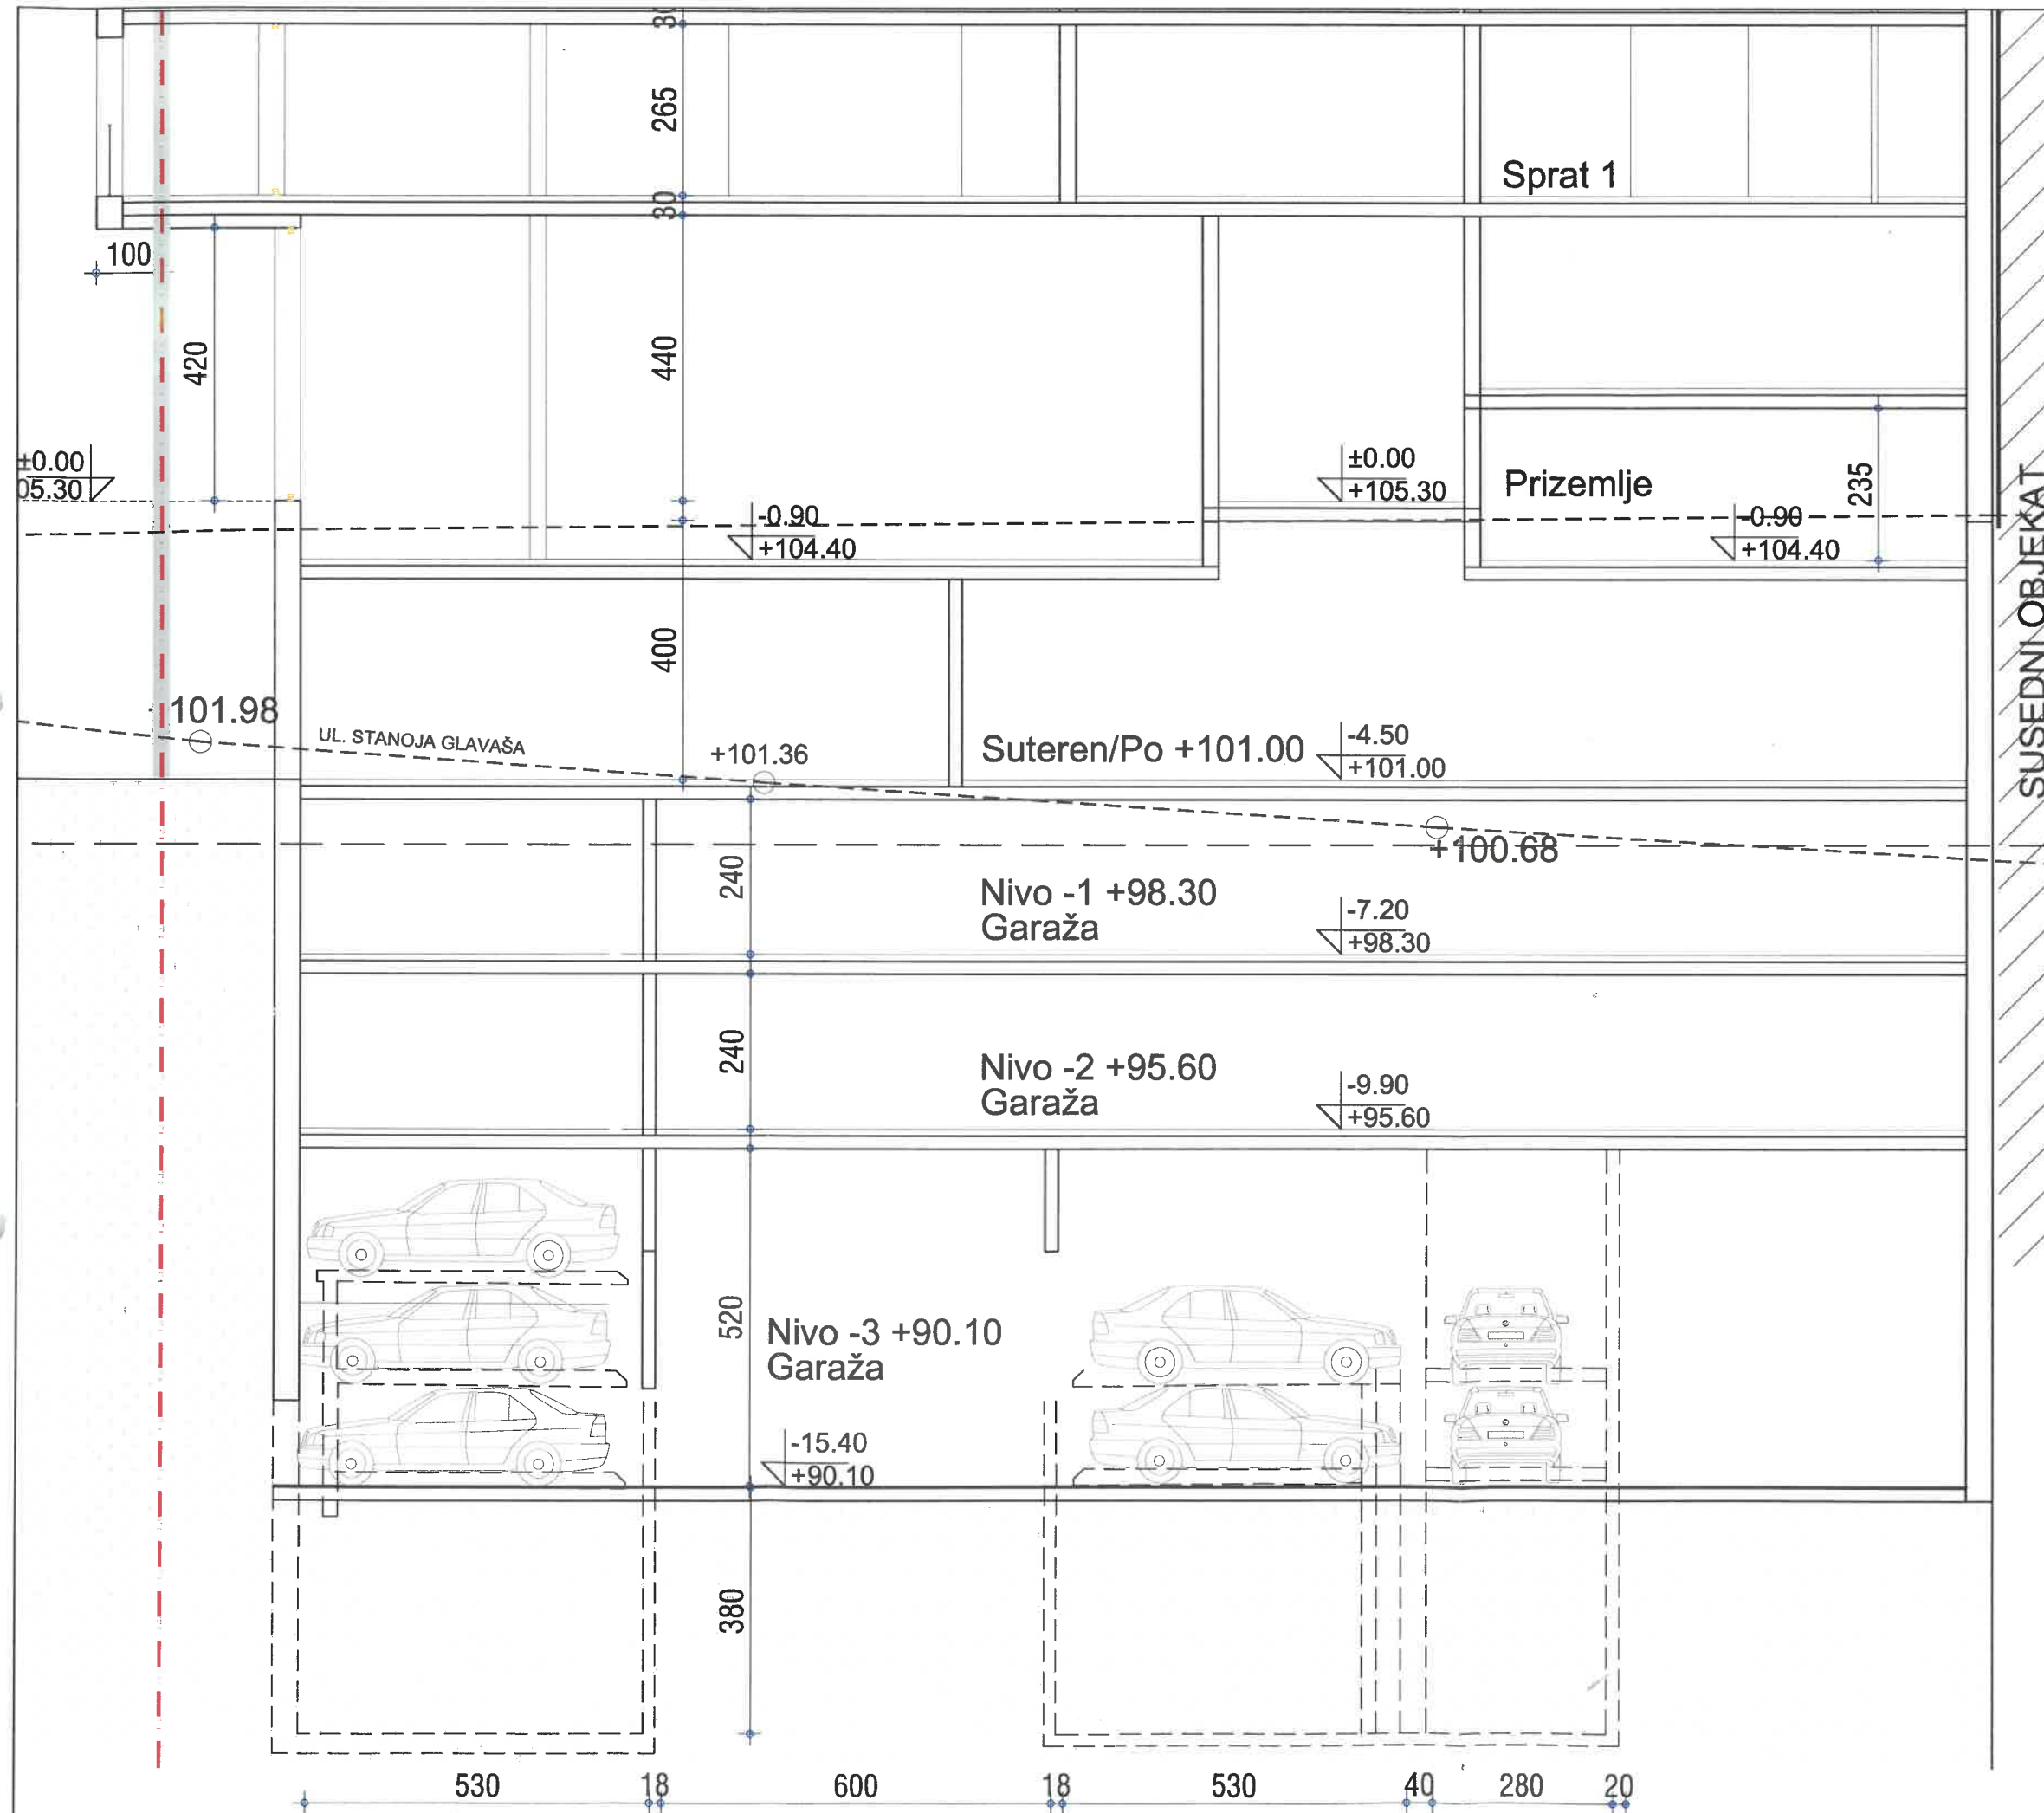 30
265
Sprat 1
30
100
420
440
±0.00
05.30
±0.00
+105.30
Prizemlje
235
-0.90
+104.40
-0.90
+104.40
SUSEDNI OBJEKAT
400
101.98
UL. STANOJA GLAVAŠA
+101.36
Suteren/Po +101.00
-4.50
+101.00
+100.68
240
Nivo -1 +98.30
Garaža
-7.20
+98.30
240
Nivo -2 +95.60
Garaža
-9.90
+95.60
520
Nivo -3 +90.10
Garaža
-15.40
+90.10
380
530 18 600 18 530 40 280 20